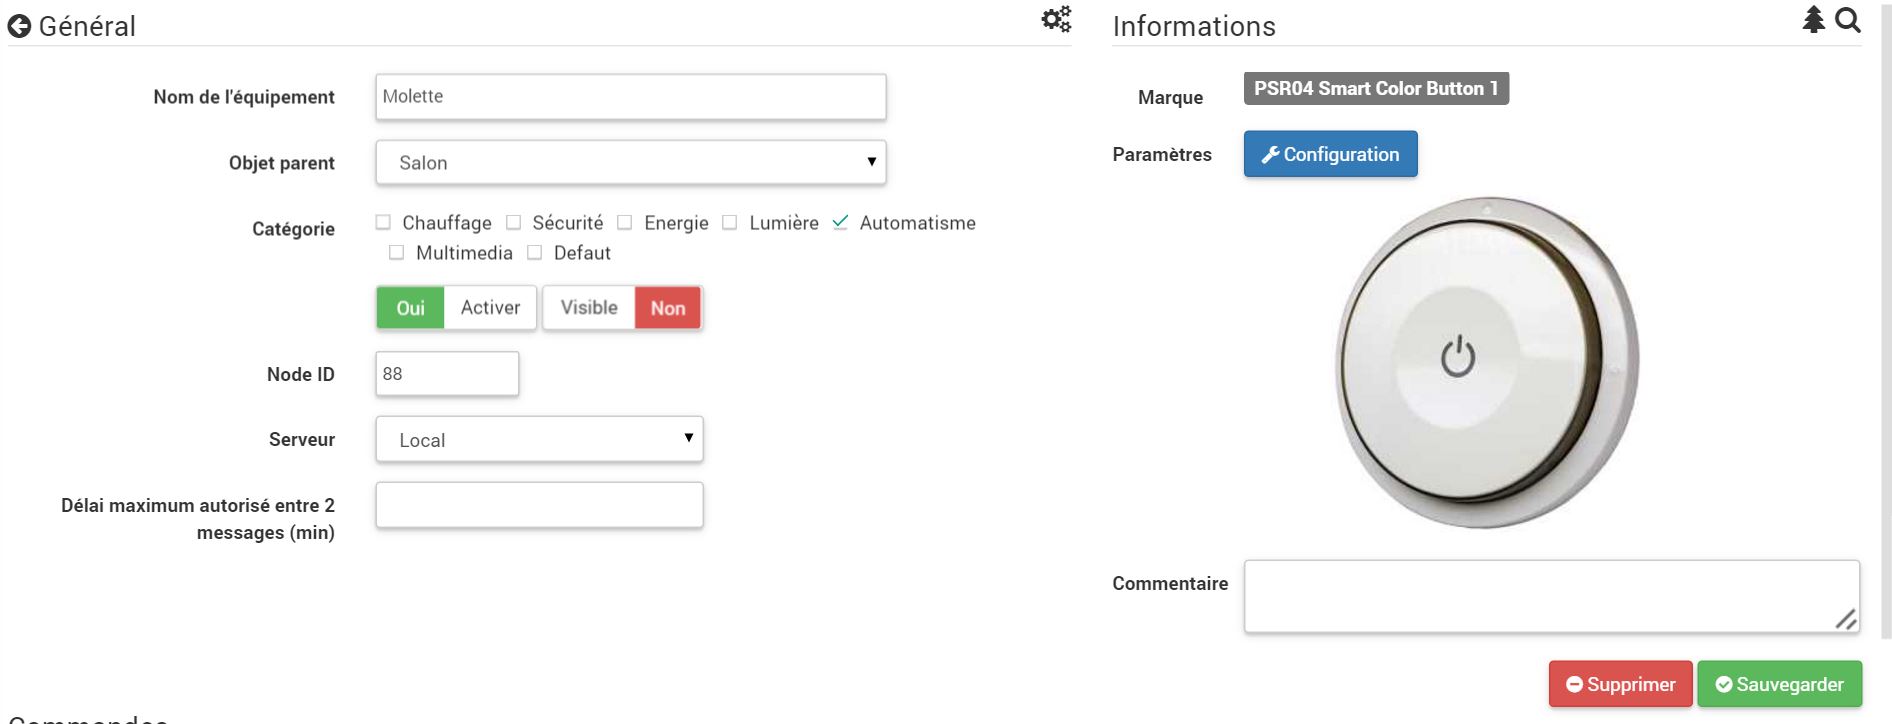 Général
Nom de l'équipement
Molette
Objet parent
Salon
Catégorie
Chauffage Sécurité Energie Lumière Automatisme
Multimedia Defaut
Oui Activer Visible Non
Node ID
88
Serveur
Local
Délai maximum autorisé entre 2
messages (min)
Informations
Marque
PSR04 Smart Color Button 1
Paramètres
Configuration
Commentaire
Supprimer Sauvegarder
Commandes